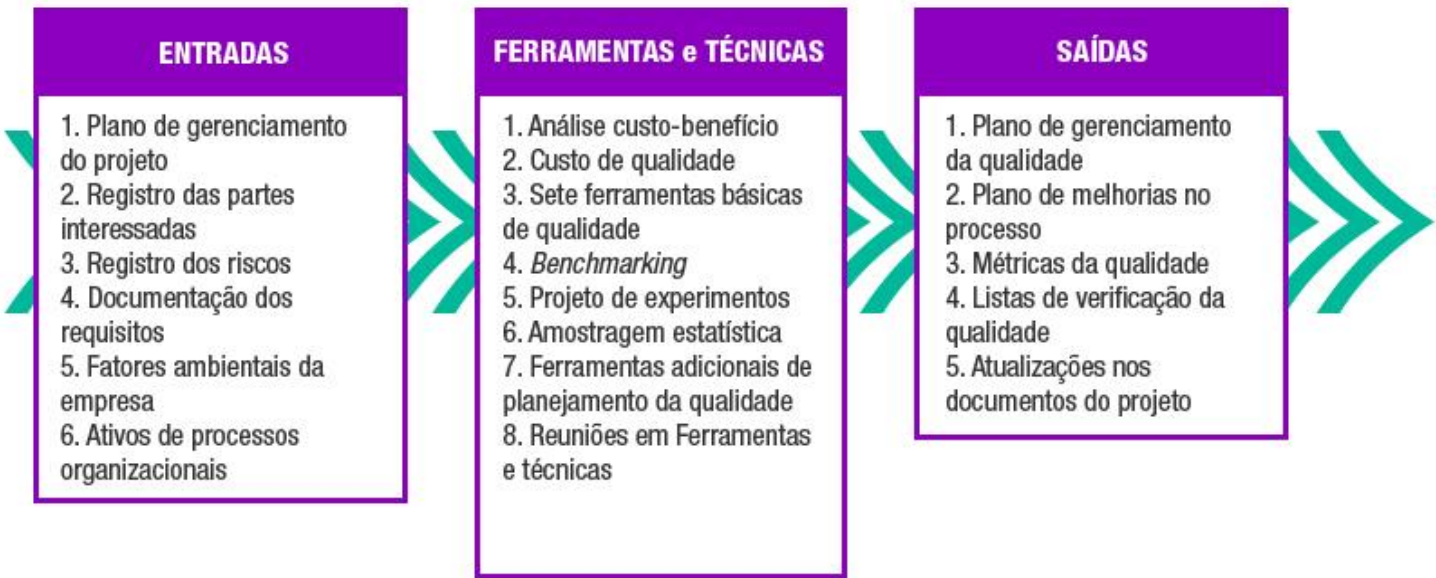 ENTRADAS
1. Plano de gerenciamento
do projeto
2. Registro das partes
interessadas
3. Registro dos riscos
4. Documentação dos
requisitos
5. Fatores ambientais da
empresa
6. Ativos de processos
organizacionais
FERRAMENTAS e TÉCNICAS
1. Análise custo-benefício
2. Custo de qualidade
3. Sete ferramentas básicas
de qualidade
4. Benchmarking
5. Projeto de experimentos
6. Amostragem estatística
7. Ferramentas adicionais de
planejamento da qualidade
8. Reuniões em Ferramentas
e técnicas
SAÍDAS
1. Plano de gerenciamento
da qualidade
2. Plano de melhorias no
processo
3. Métricas da qualidade
4. Listas de verificação da
qualidade
5. Atualizações nos
documentos do projeto